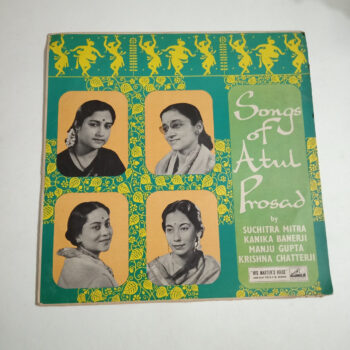 Songs
of
Atul
Prosad
by
SUCHITRA MITRA
KANIKA BANERJI
MANJU GUPTA
KRISHNA CHATTERJI
"HIS MASTER'S VOICE"